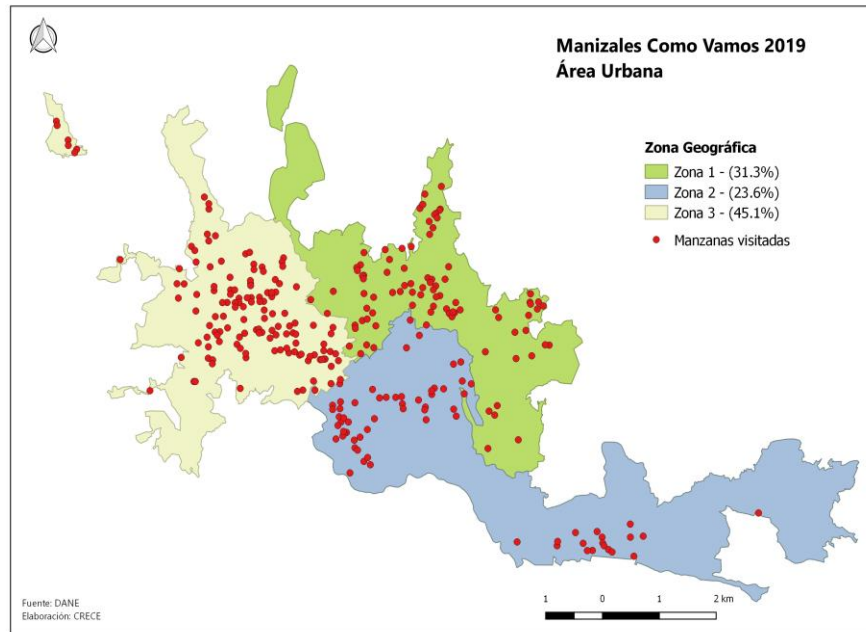 Manizales Como Vamos 2019
Área Urbana
Zona Geográfica
Zona 1 - (31.3%)
Zona 2 - (23.6%)
Zona 3 - (45.1%)
Manzanas visitadas
Fuente: DANE
Elaboración: CRECE
1 0 1 2 km